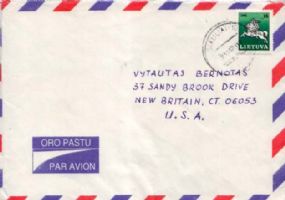 LIETUVA
VYTAUTAS BERNOTAS
37 SANDY BROOK DRIVE
NEW BRITAIN, CT. 06053
U.S.A.
ORO PAŠTU
PAR AVION